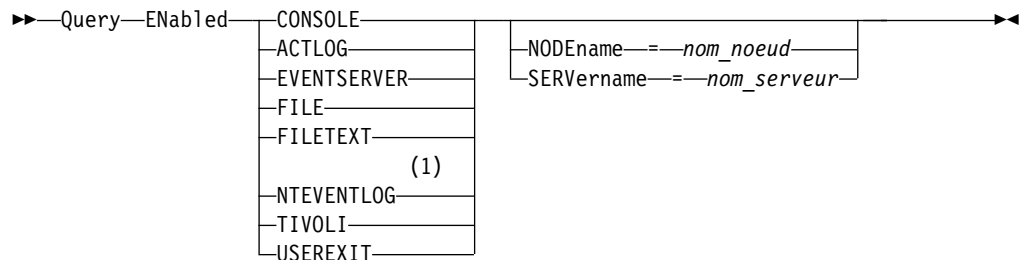 Query ENabled CONSOLE
ACTLOG NODEname = nom_noeud
EVENTSERVER SERVername = nom_serveur
FILE
FILETEXT
(1)
NTEVENTLOG
TIVOLI
USEREXIT